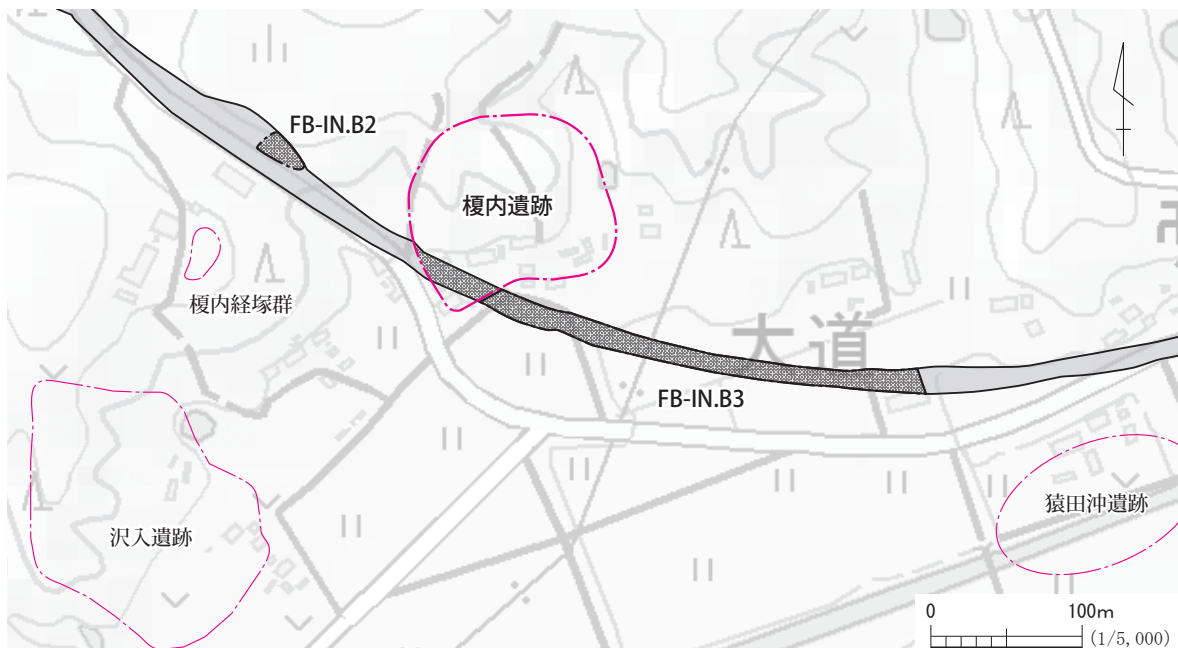 FB-IN.B2
榎内遺跡
榎内経塚群
大道
FB-IN.B3
猿田沖遺跡
沢入遺跡
0 100m
(1/5,000)